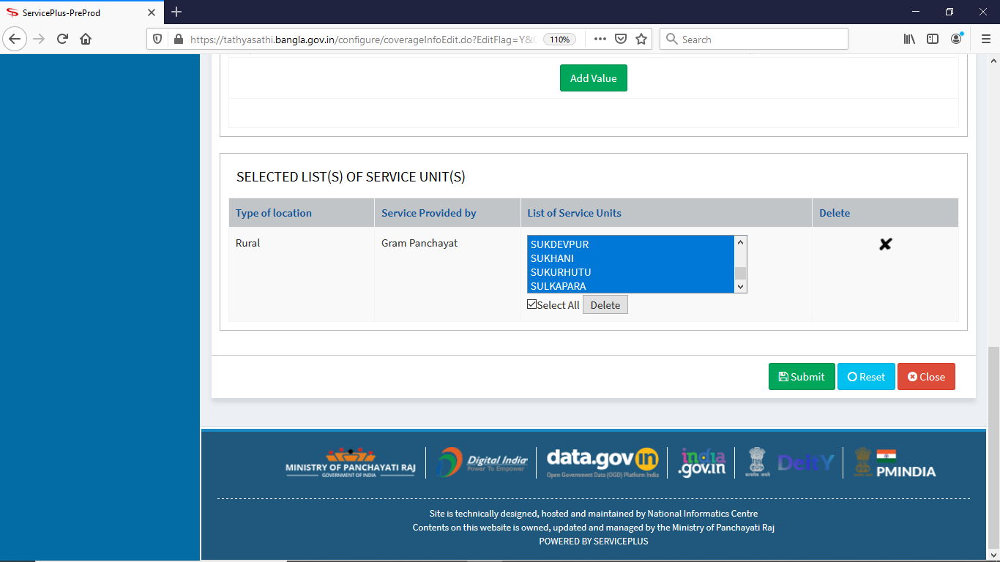 ServicePlus-PreProd
https://tathyasathi.bangla.gov.in/configure/coverageInfoEdit.do?EditFlag=Y&
110%
Search
Add Value
SELECTED LIST(S) OF SERVICE UNIT(S)
Type of location Service Provided by List of Service Units Delete
Rural Gram Panchayat
SUKDEVPUR
SUKHANI
SUKURHUTU
SULKAPARA
Select All Delete
Submit Reset Close
MINISTRY OF PANCHAYATI RAJ
GOVERNMENT OF INDIA
Digital India
Power To Empower
data.gov in
Open Government Data (OGD) Platform India
india
.gov.in
सत्यमेव जयते
DeitY
PMINDIA
Site is technically designed, hosted and maintained by National Informatics Centre
Contents on this website is owned, updated and managed by the Ministry of Panchayati Raj
POWERED BY SERVICEPLUS